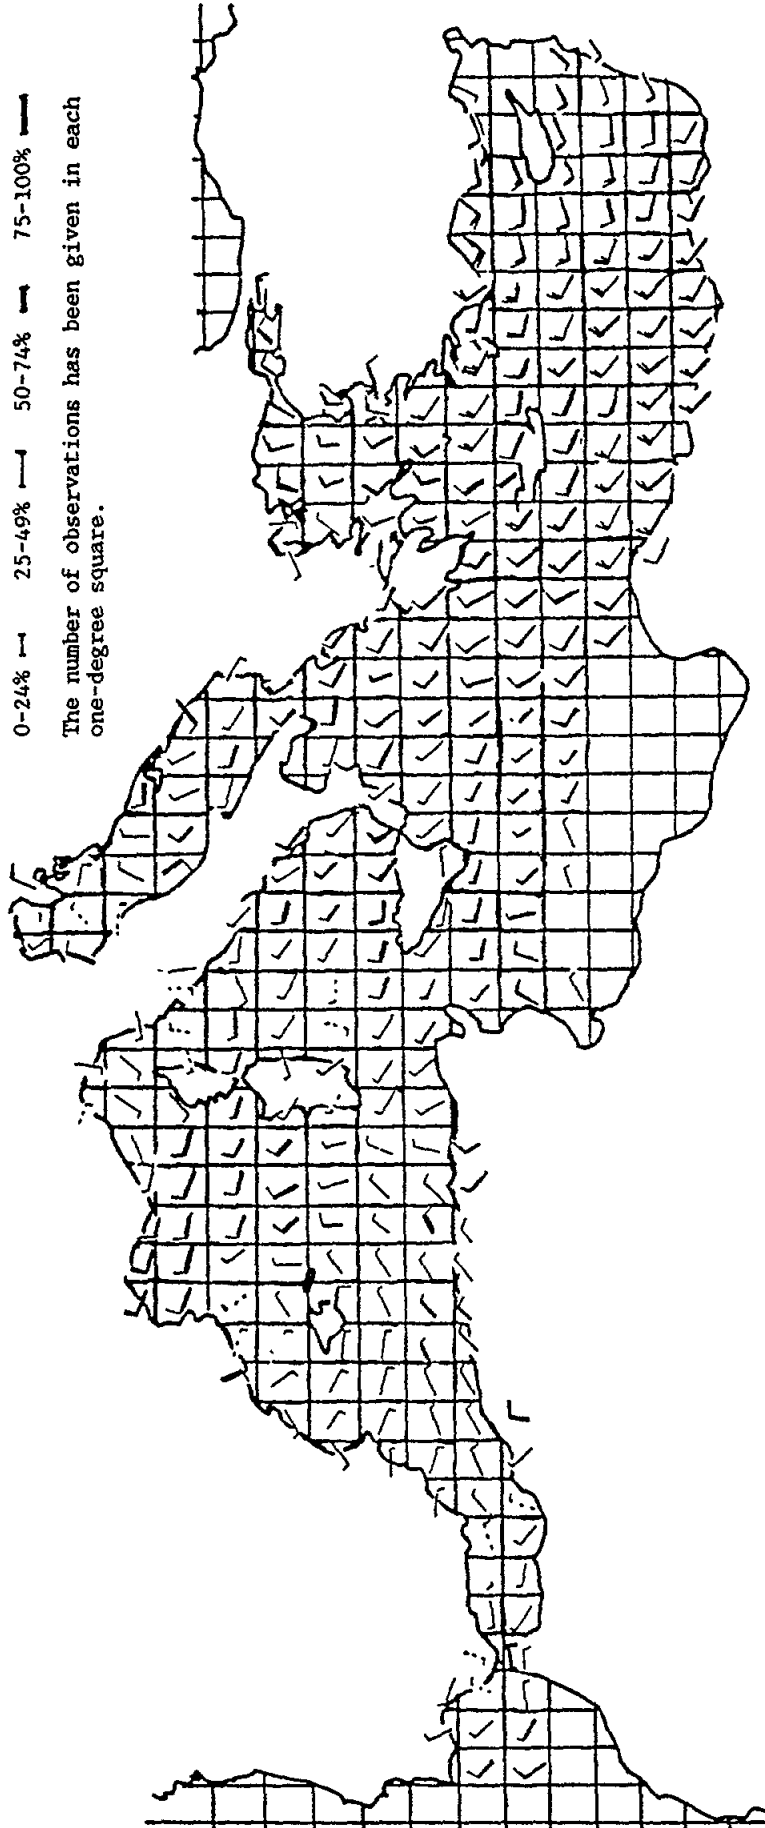 0-24% 25-49% 50-74% 75-100%
The number of observations has been given in each
one-degree square.